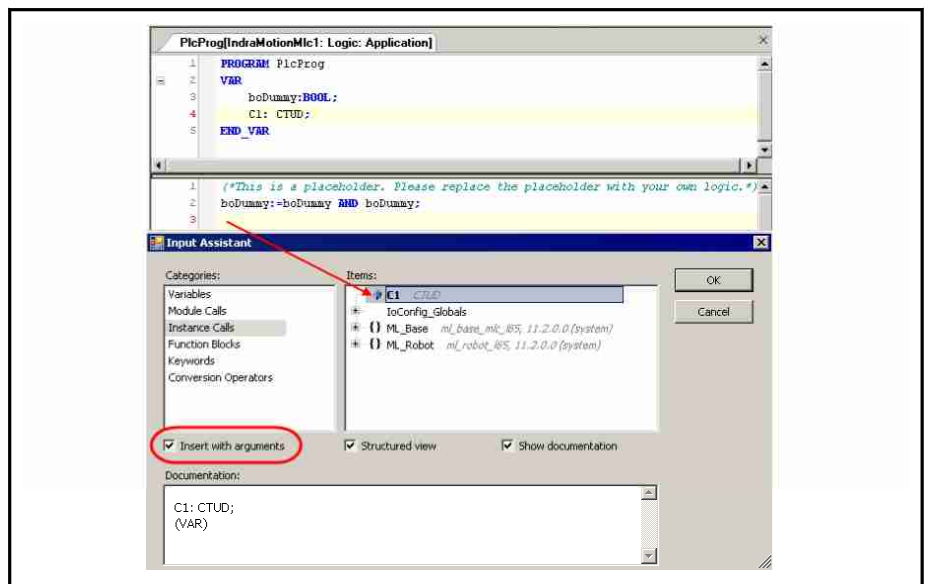 PlcProg[IndraMotionMlc1: Logic: Application]
1 PROGRAM PlcProg
2 VAR
3 boDummy:BOOL;
4 C1: CTUD;
5 END_VAR
1 (*This is a placeholder. Please replace the placeholder with your own logic.*)
2 boDummy:=boDummy AND boDummy;
3
Input Assistant
Categories: Items:
Variables
Module Calls
Instance Calls
Function Blocks
Keywords
Conversion Operators
C1 CTUD
IoConfig_Globals
{} ML_Base ml_base_mlc_l65, 11.2.0.0 (system)
{} ML_Robot ml_robot_l65, 11.2.0.0 (system)
OK
Cancel
Insert with arguments Structured view Show documentation
Documentation:
C1: CTUD;
(VAR)